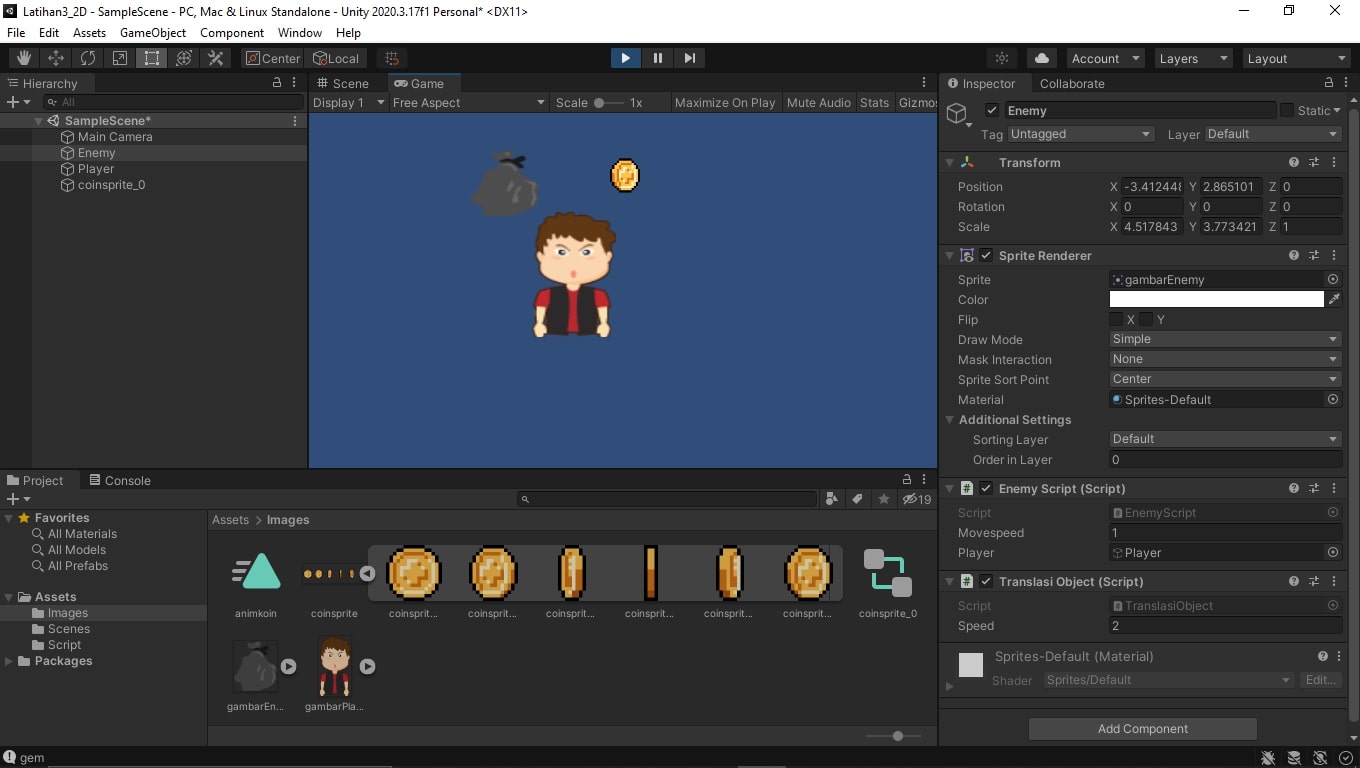 Latihan3_2D - SampleScene - PC, Mac & Linux Standalone - Unity 2020.3.17f1 Personal* <DX11>
File Edit Assets GameObject Component Window Help
Center Local Account Layers Layout
Hierarchy
All
SampleScene*
Main Camera
Enemy
Player
coinsprite_0
Scene Game
Display 1 Free Aspect Scale 1x Maximize On Play Mute Audio Stats Gizmos
Inspector Collaborate
Enemy Static
Tag Untagged Layer Default
Transform
Position X -3.412448 Y 2.865101 Z 0
Rotation X 0 Y 0 Z 0
Scale X 4.517843 Y 3.773421 Z 1
Sprite Renderer
Sprite gambarEnemy
Color
Flip X Y
Draw Mode Simple
Mask Interaction None
Sprite Sort Point Center
Material Sprites-Default
Additional Settings
Sorting Layer Default
Order in Layer 0
Enemy Script (Script)
Script EnemyScript
Movespeed 1
Player Player
Translasi Object (Script)
Script TranslasiObject
Speed 2
Sprites-Default (Material)
Shader Sprites/Default Edit...
Add Component
Project Console
19
Favorites
All Materials
All Models
All Prefabs
Assets
Images
Scenes
Script
Packages
Assets > Images
animkoin coinsprite coinsprit... coinsprit... coinsprit... coinsprit... coinsprit... coinsprit... coinsprite_0
gambarEn... gambarPla...
gem